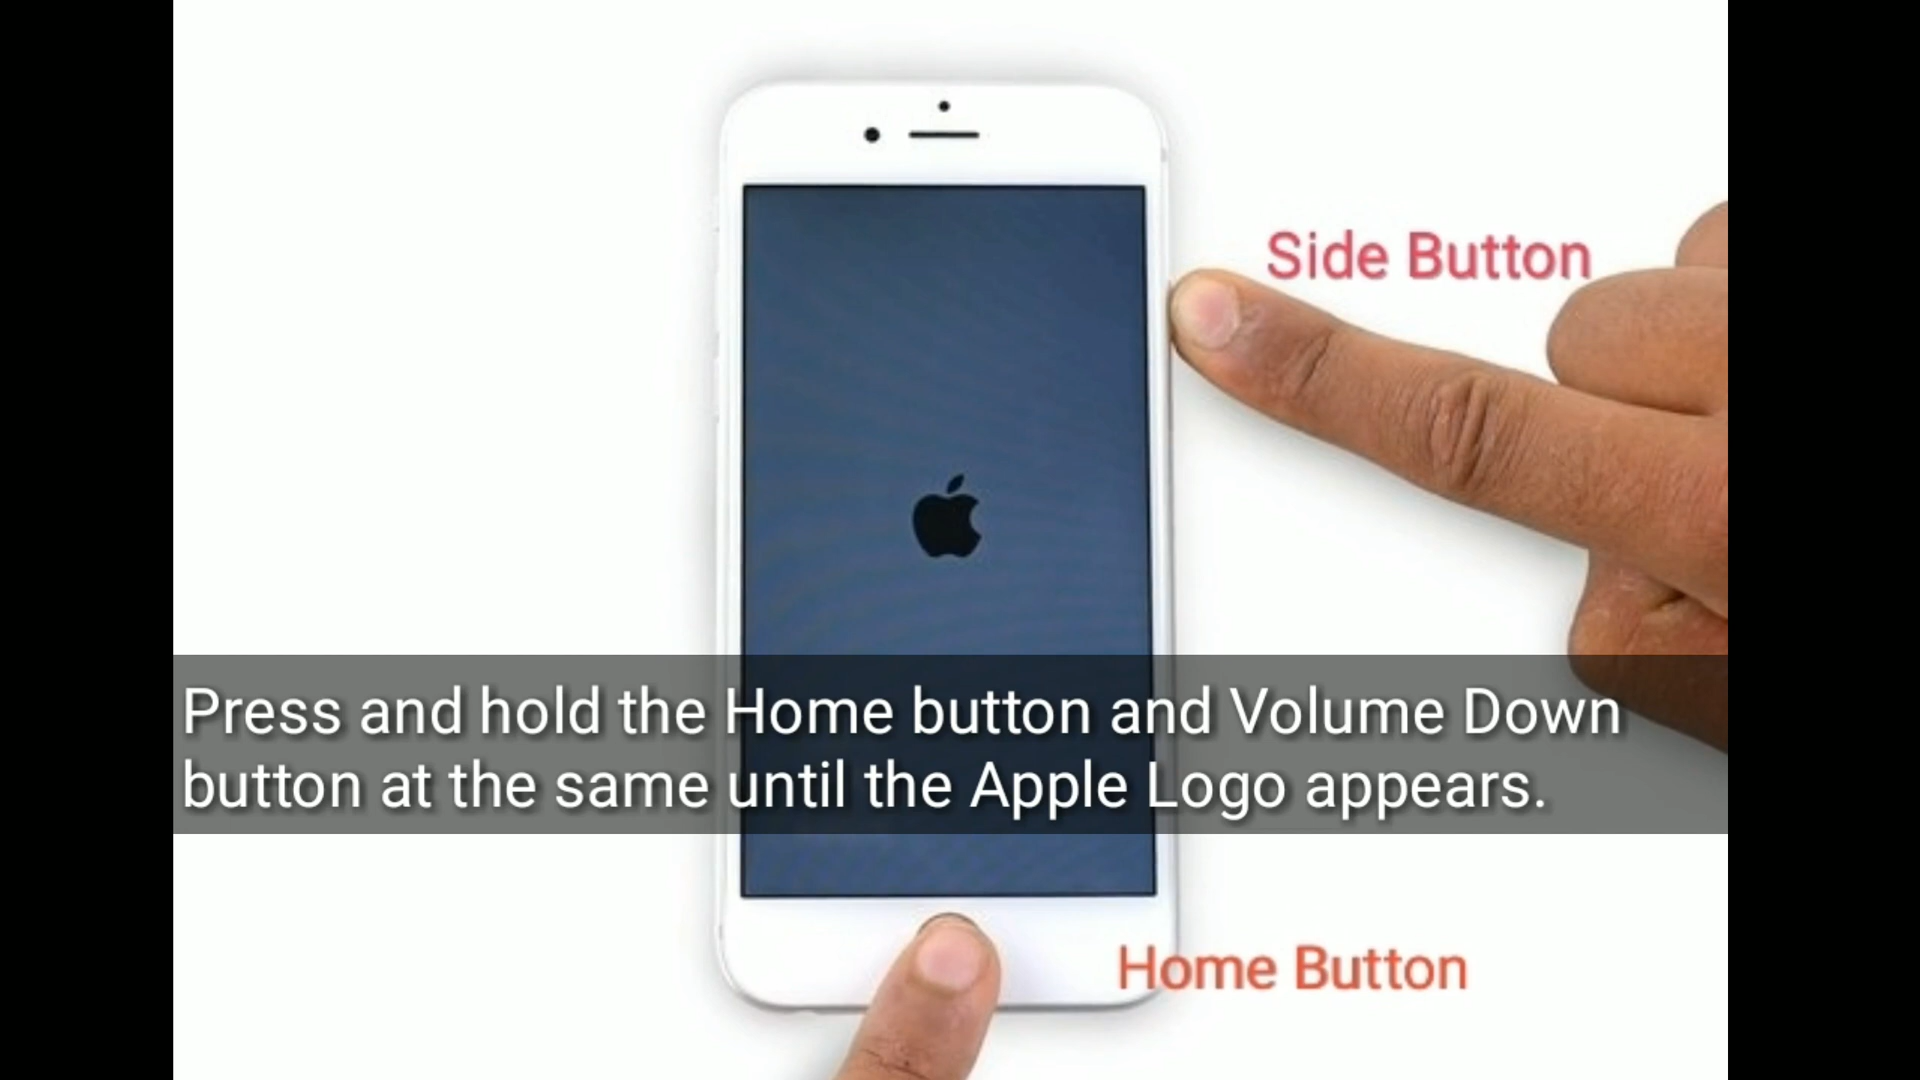 Side Button
Press and hold the Home button and Volume Down
button at the same until the Apple Logo appears.
Home Button